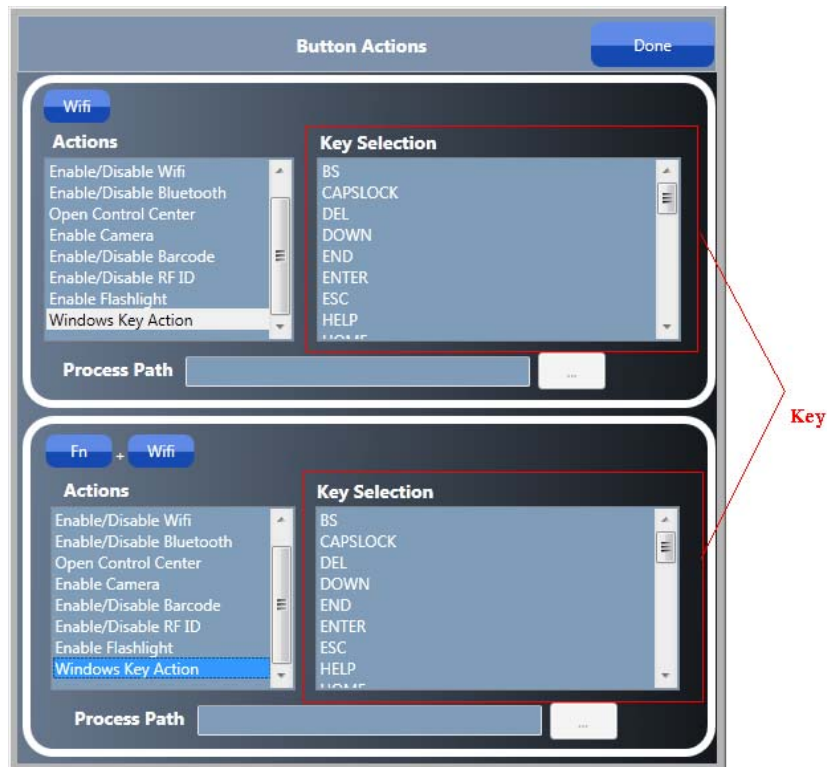 Button Actions
Done
Wifi
Actions
Enable/Disable Wifi
Enable/Disable Bluetooth
Open Control Center
Enable Camera
Enable/Disable Barcode
Enable/Disable RF ID
Enable Flashlight
Windows Key Action
Key Selection
BS
CAPSLOCK
DEL
DOWN
END
ENTER
ESC
HELP
HOME
Process Path
...
Key
Fn + Wifi
Actions
Enable/Disable Wifi
Enable/Disable Bluetooth
Open Control Center
Enable Camera
Enable/Disable Barcode
Enable/Disable RF ID
Enable Flashlight
Windows Key Action
Key Selection
BS
CAPSLOCK
DEL
DOWN
END
ENTER
ESC
HELP
HOME
Process Path
...